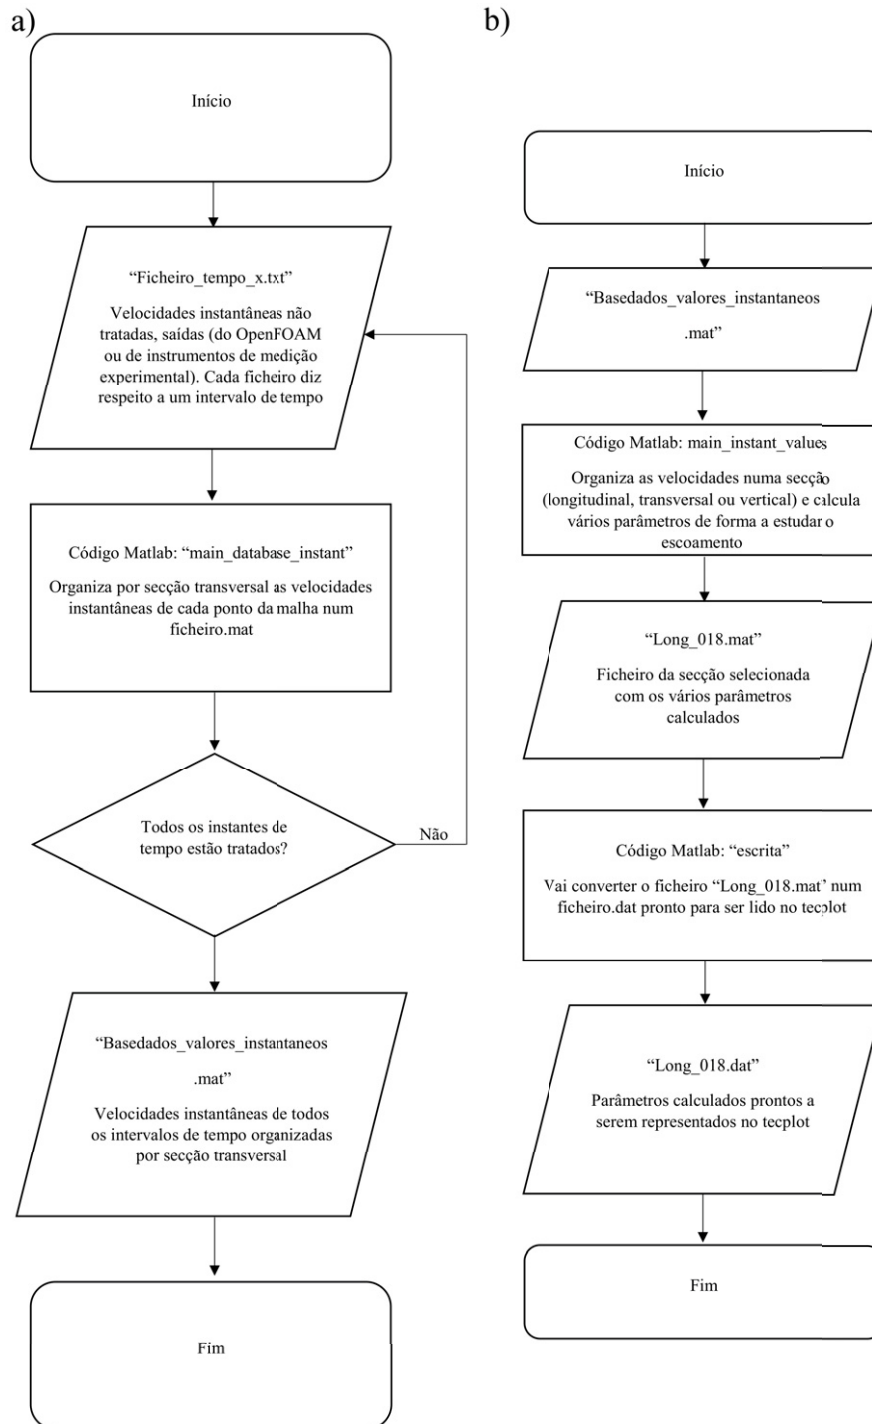 a)
Início
“Ficheiro_tempo_x.txt”
Velocidades instantâneas não
tratadas, saídas (do OpenFOAM
ou de instrumentos de medição
experimental). Cada ficheiro diz
respeito a um intervalo de tempo
Código Matlab: “main_database_instant”
Organiza por secção transversal as velocidades
instantâneas de cada ponto da malha num
ficheiro.mat
Todos os instantes de
tempo estão tratados?
Não
“Basedados_valores_instantaneos
.mat”
Velocidades instantâneas de todos
os intervalos de tempo organizadas
por secção transversal
Fim
b)
Início
“Basedados_valores_instantaneos
.mat”
Código Matlab: main_instant_values
Organiza as velocidades numa secção
(longitudinal, transversal ou vertical) e calcula
vários parâmetros de forma a estudar o
escoamento
“Long_018.mat”
Ficheiro da secção selecionada
com os vários parâmetros
calculados
Código Matlab: “escrita”
Vai converter o ficheiro “Long_018.mat” num
ficheiro.dat pronto para ser lido no tecplot
“Long_018.dat”
Parâmetros calculados prontos a
serem representados no tecplot
Fim